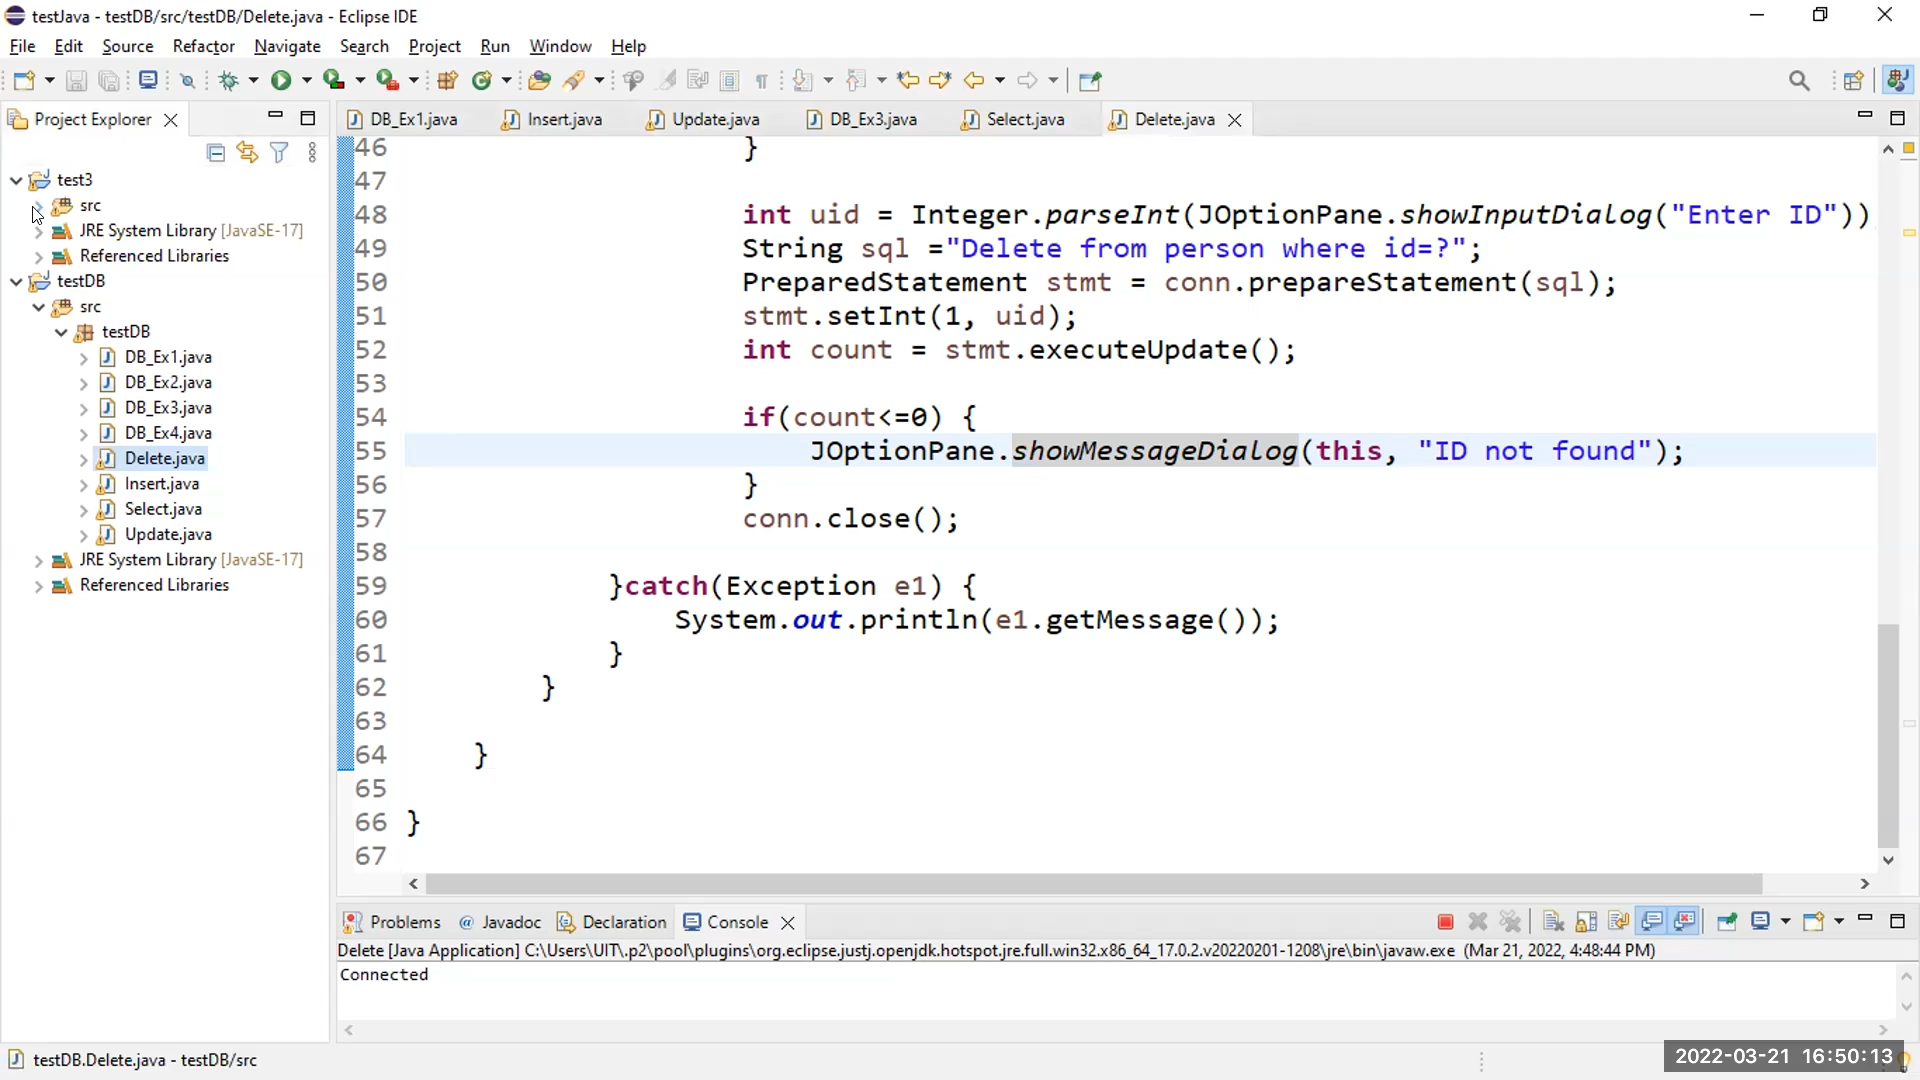 testJava - testDB/src/testDB/Delete.java - Eclipse IDE
File Edit Source Refactor Navigate Search Project Run Window Help
Project Explorer
test3
src
JRE System Library [JavaSE-17]
Referenced Libraries
testDB
src
testDB
DB_Ex1.java
DB_Ex2.java
DB_Ex3.java
DB_Ex4.java
Delete.java
Insert.java
Select.java
Update.java
JRE System Library [JavaSE-17]
Referenced Libraries
DB_Ex1.java Insert.java Update.java DB_Ex3.java Select.java Delete.java
46 }
47
48 int uid = Integer.parseInt(JOptionPane.showInputDialog("Enter ID"))
49 String sql ="Delete from person where id=?";
50 PreparedStatement stmt = conn.prepareStatement(sql);
51 stmt.setInt(1, uid);
52 int count = stmt.executeUpdate();
53
54 if(count<=0) {
55 JOptionPane.showMessageDialog(this, "ID not found");
56 }
57 conn.close();
58
59 }catch(Exception e1) {
60 System.out.println(e1.getMessage());
61 }
62 }
63
64 }
65
66 }
67
Problems @ Javadoc Declaration Console
Delete [Java Application] C:\Users\UIT\.p2\pool\plugins\org.eclipse.justj.openjdk.hotspot.jre.full.win32.x86_64_17.0.2.v20220201-1208\jre\bin\javaw.exe (Mar 21, 2022, 4:48:44 PM)
Connected
testDB.Delete.java - testDB/src
2022-03-21 16:50:13